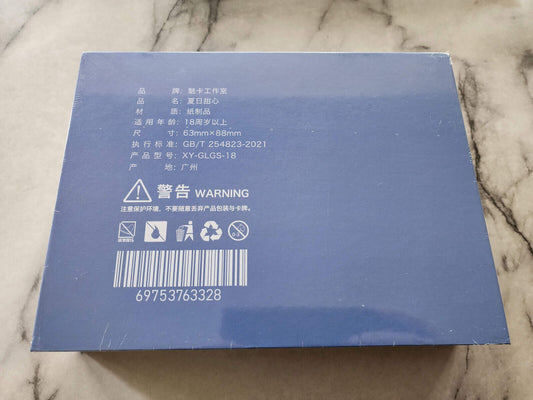 品 牌：魅卡工作室
品 名：夏日甜心
材 质：纸制品
适用年龄：18周岁以上
尺 寸：63mm×88mm
执行标准：GB/T 254823-2021
产品型号：XY-GLGS-18
产 地：广州
警告 WARNING
注意保护环境，不要随意丢弃产品包装与卡牌。
69753763328